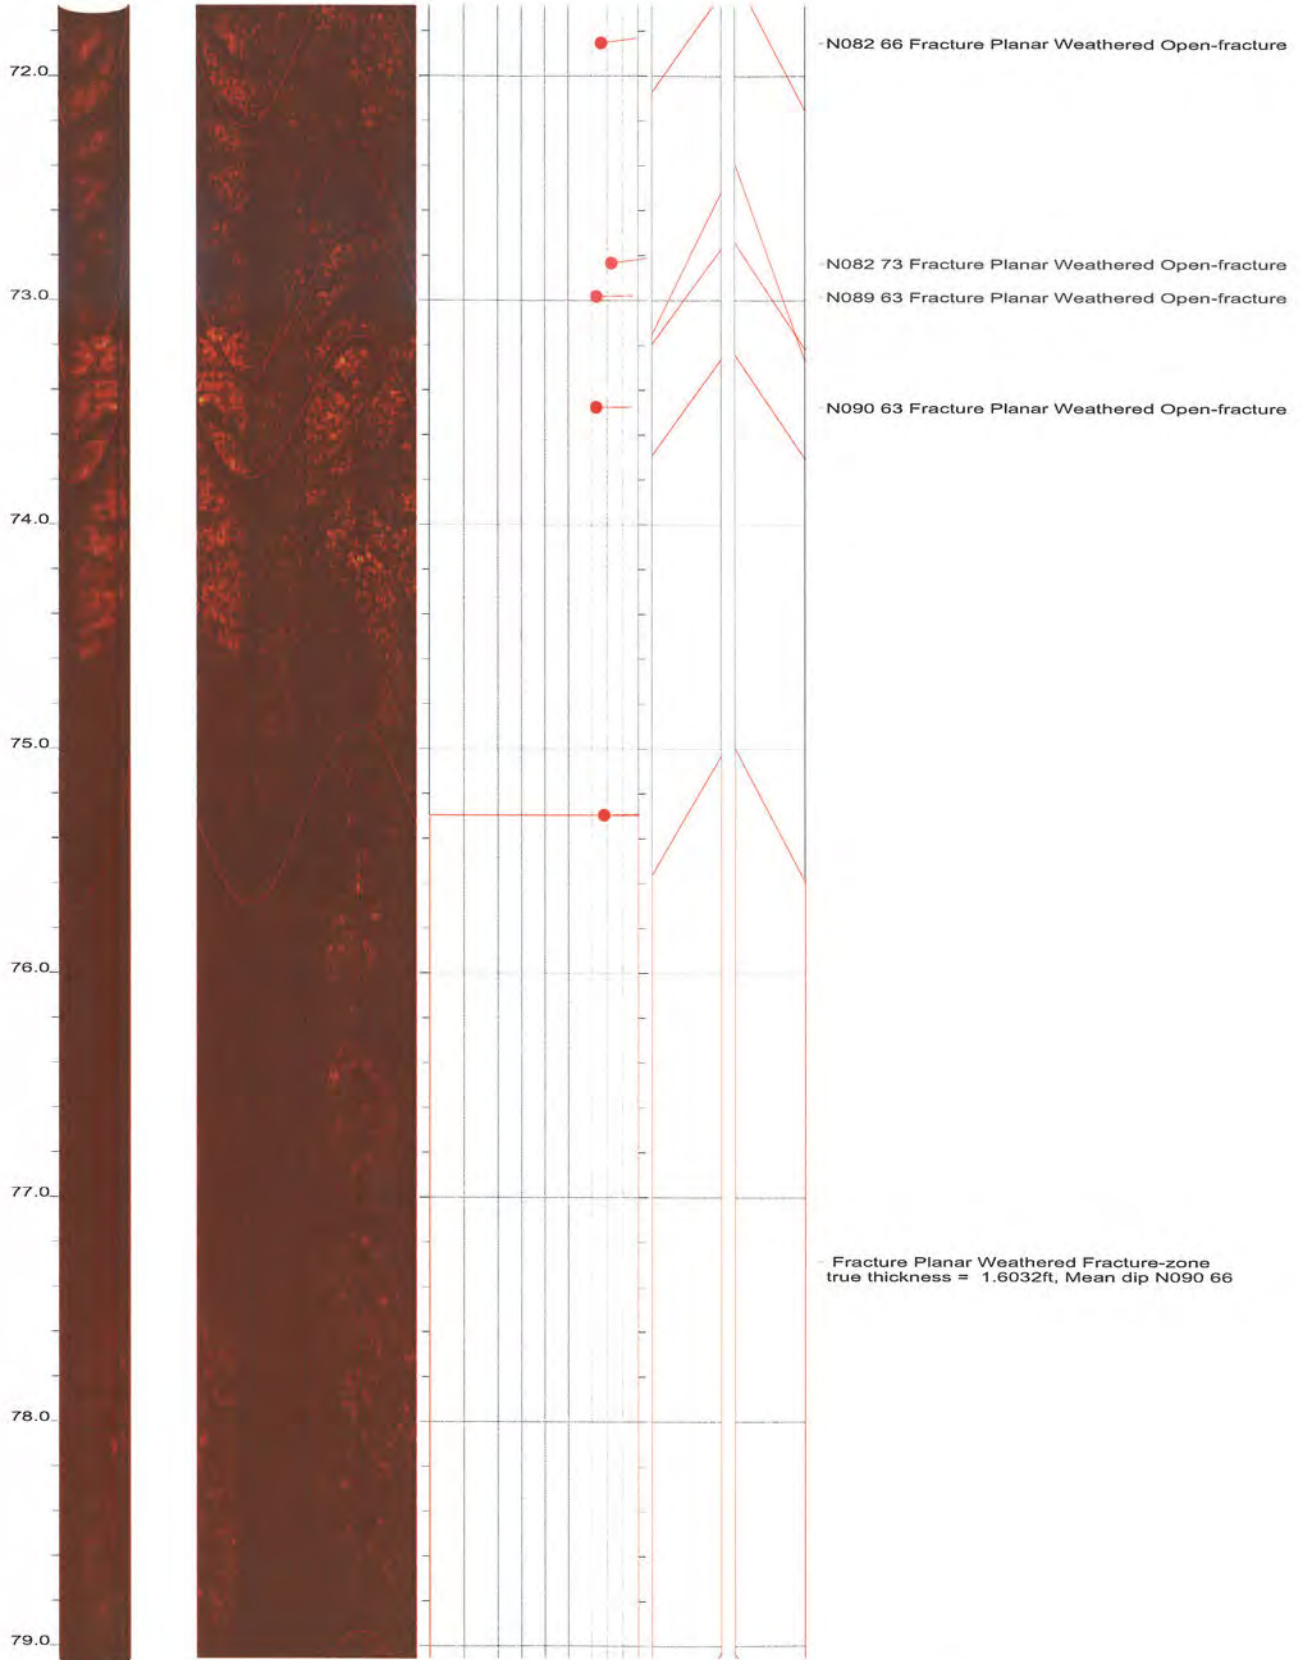 N082 66 Fracture Planar Weathered Open-fracture
72.0
N082 73 Fracture Planar Weathered Open-fracture
73.0
N089 63 Fracture Planar Weathered Open-fracture
N090 63 Fracture Planar Weathered Open-fracture
74.0
75.0
76.0
77.0
Fracture Planar Weathered Fracture-zone
true thickness = 1.6032ft, Mean dip N090 66
78.0
79.0